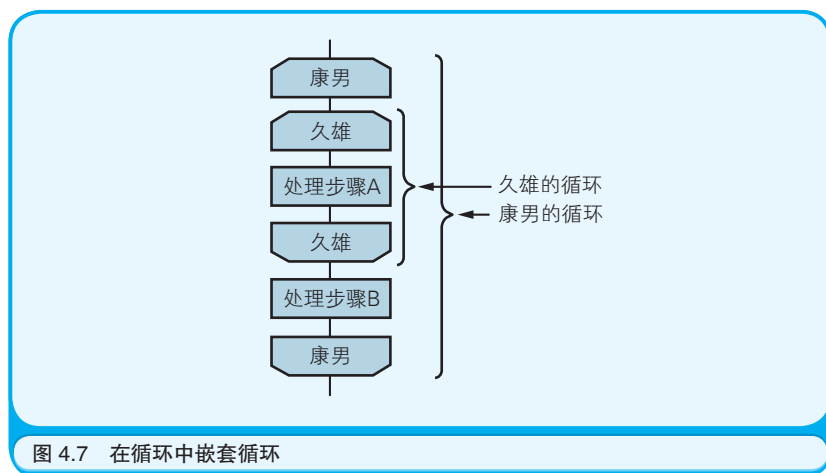 康男
久雄
处理步骤A
久雄的循环
康男的循环
久雄
处理步骤B
康男
图 4.7 在循环中嵌套循环